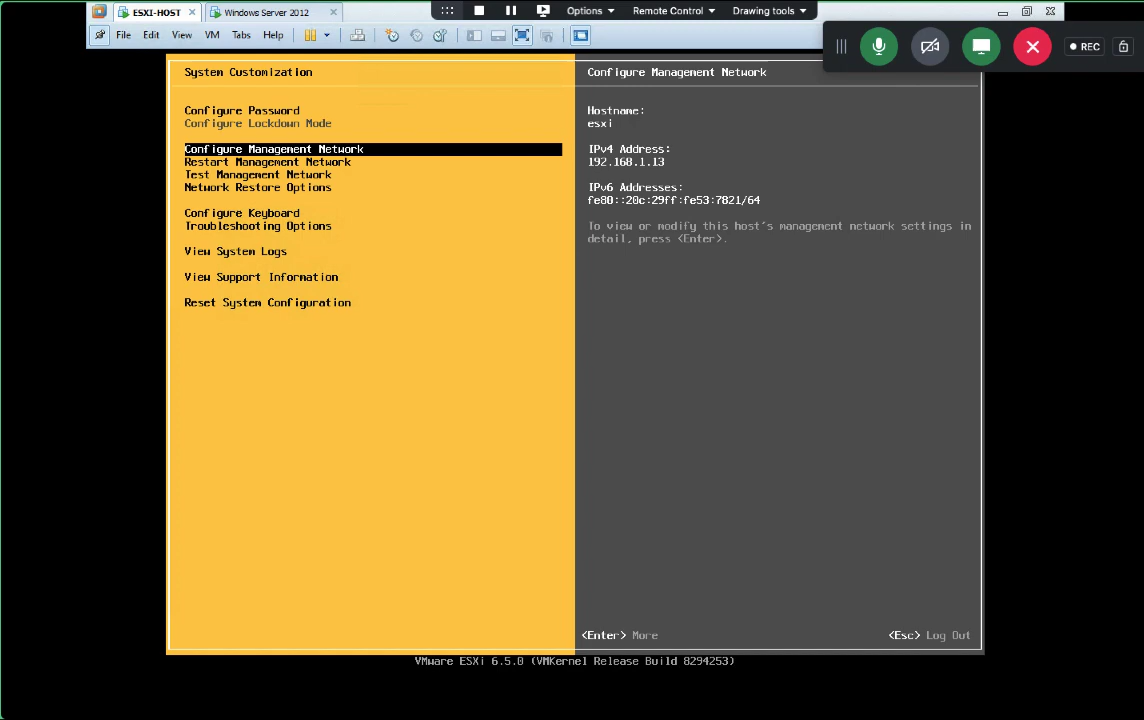 ESXI-HOST
Windows Server 2012
Options
Remote Control
Drawing tools
File Edit View VM Tabs Help
REC
System Customization
Configure Password
Configure Lockdown Mode
Configure Management Network
Restart Management Network
Test Management Network
Network Restore Options
Configure Keyboard
Troubleshooting Options
View System Logs
View Support Information
Reset System Configuration
Configure Management Network
Hostname:
esxi
IPv4 Address:
192.168.1.13
IPv6 Addresses:
fe80::20c:29ff:fe53:7821/64
To view or modify this host's management network settings in
detail, press <Enter>.
<Enter> More
<Esc> Log Out
VMware ESXi 6.5.0 (VMKernel Release Build 8294253)